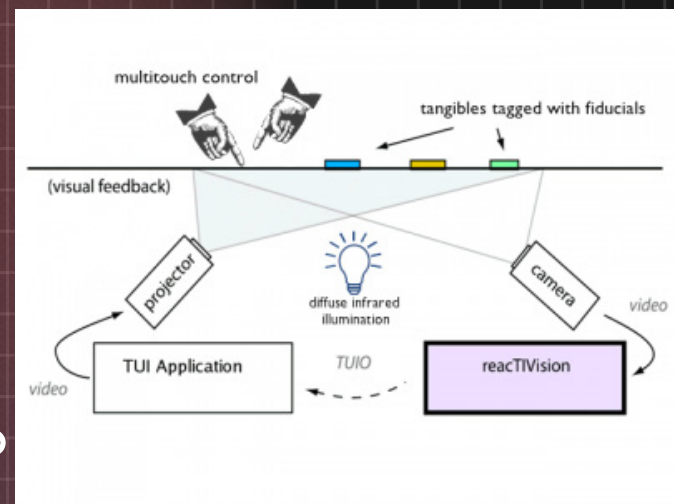 multitouch control
tangibles tagged with fiducials
(visual feedback)
projector
diffuse infrared
illumination
camera
video
TUI Application
TUIO
reacTIVision
video